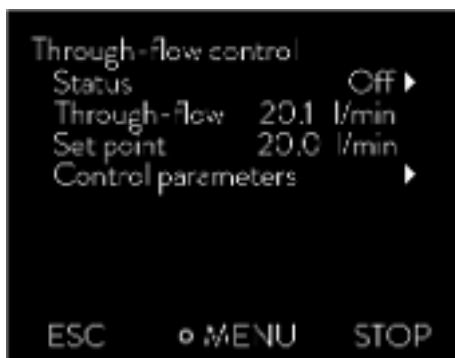 Through-flow control
Status Off ▶
Through-flow 20.1 l/min
Set point 20.0 l/min
Control parameters ▶
ESC MENU STOP